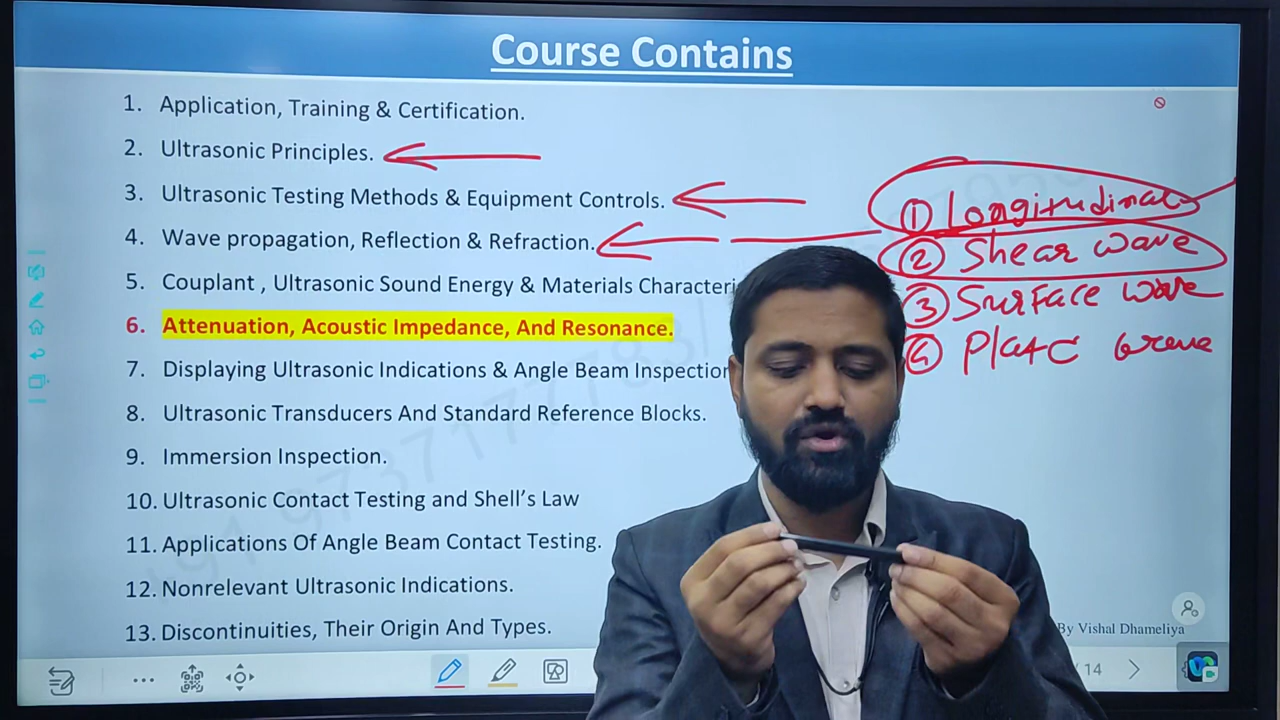 Course Contains
1. Application, Training & Certification.
2. Ultrasonic Principles.
3. Ultrasonic Testing Methods & Equipment Controls.
4. Wave propagation, Reflection & Refraction.
5. Couplant , Ultrasonic Sound Energy & Materials Characteri
6. Attenuation, Acoustic Impedance, And Resonance.
7. Displaying Ultrasonic Indications & Angle Beam Inspection
8. Ultrasonic Transducers And Standard Reference Blocks.
9. Immersion Inspection.
10. Ultrasonic Contact Testing and Shell's Law
11. Applications Of Angle Beam Contact Testing.
12. Nonrelevant Ultrasonic Indications.
13. Discontinuities, Their Origin And Types.
1 Longitudinal
2 Shear wave
3 Surface wave
4 Plate wave
By Vishal Dhameliya
/ 14